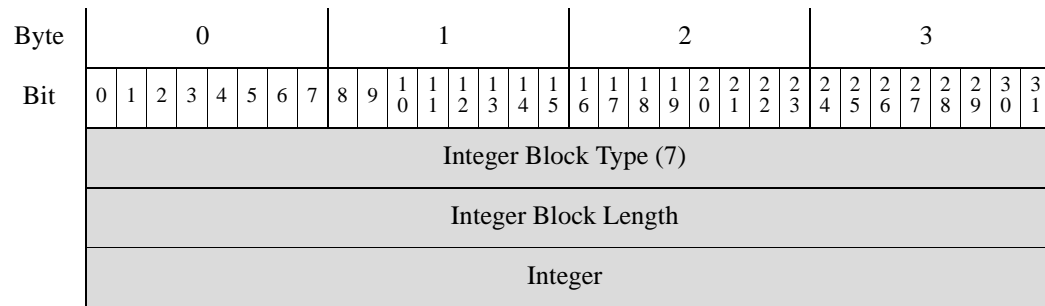 Byte 0 1 2 3
Bit 0 1 2 3 4 5 6 7 8 9 10 11 12 13 14 15 16 17 18 19 20 21 22 23 24 25 26 27 28 29 30 31
Integer Block Type (7)
Integer Block Length
Integer